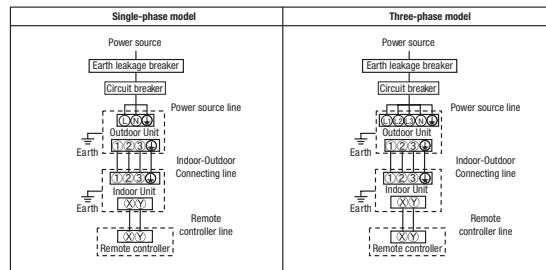 Single-phase model
Power source
Earth leakage breaker
Circuit breaker
Power source line
L N
Outdoor Unit
Earth
1 2 3
Indoor-Outdoor
Connecting line
1 2 3
Indoor Unit
Earth
X Y
Remote
controller line
X Y
Remote controller
Three-phase model
Power source
Earth leakage breaker
Circuit breaker
Power source line
L1 L2 L3 N
Outdoor Unit
Earth
1 2 3
Indoor-Outdoor
Connecting line
1 2 3
Indoor Unit
Earth
X Y
Remote
controller line
X Y
Remote controller